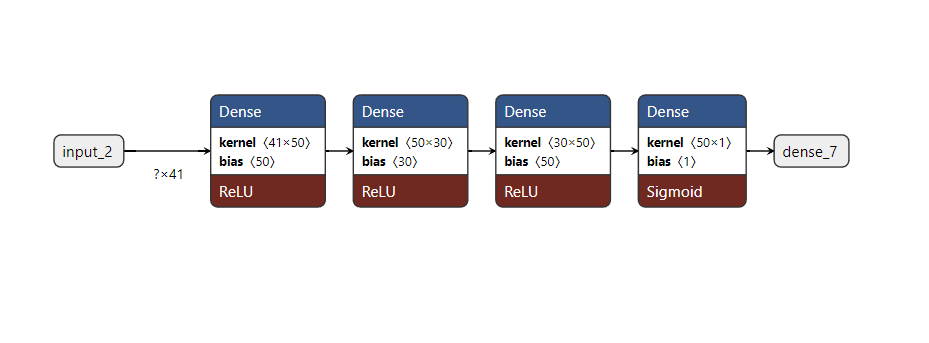 input_2
?×41
Dense
kernel 〈41×50〉
bias 〈50〉
ReLU
Dense
kernel 〈50×30〉
bias 〈30〉
ReLU
Dense
kernel 〈30×50〉
bias 〈50〉
ReLU
Dense
kernel 〈50×1〉
bias 〈1〉
Sigmoid
dense_7